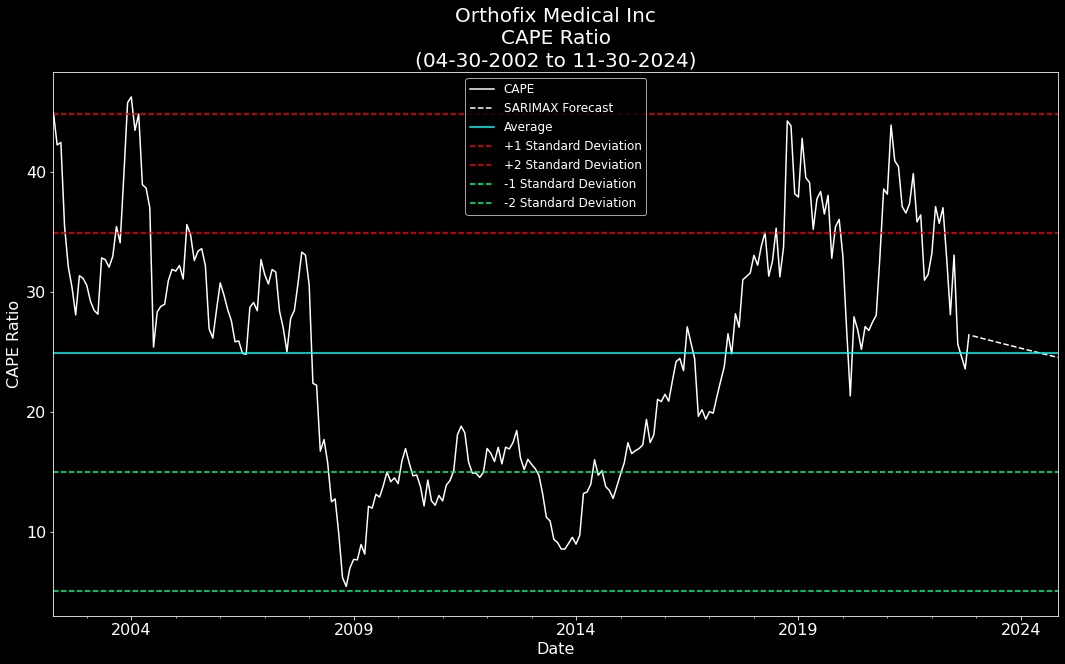 Orthofix Medical Inc
CAPE Ratio
(04-30-2002 to 11-30-2024)
CAPE
SARIMAX Forecast
Average
+1 Standard Deviation
+2 Standard Deviation
-1 Standard Deviation
-2 Standard Deviation
CAPE Ratio
40
30
20
10
2004
2009
2014
2019
2024
Date